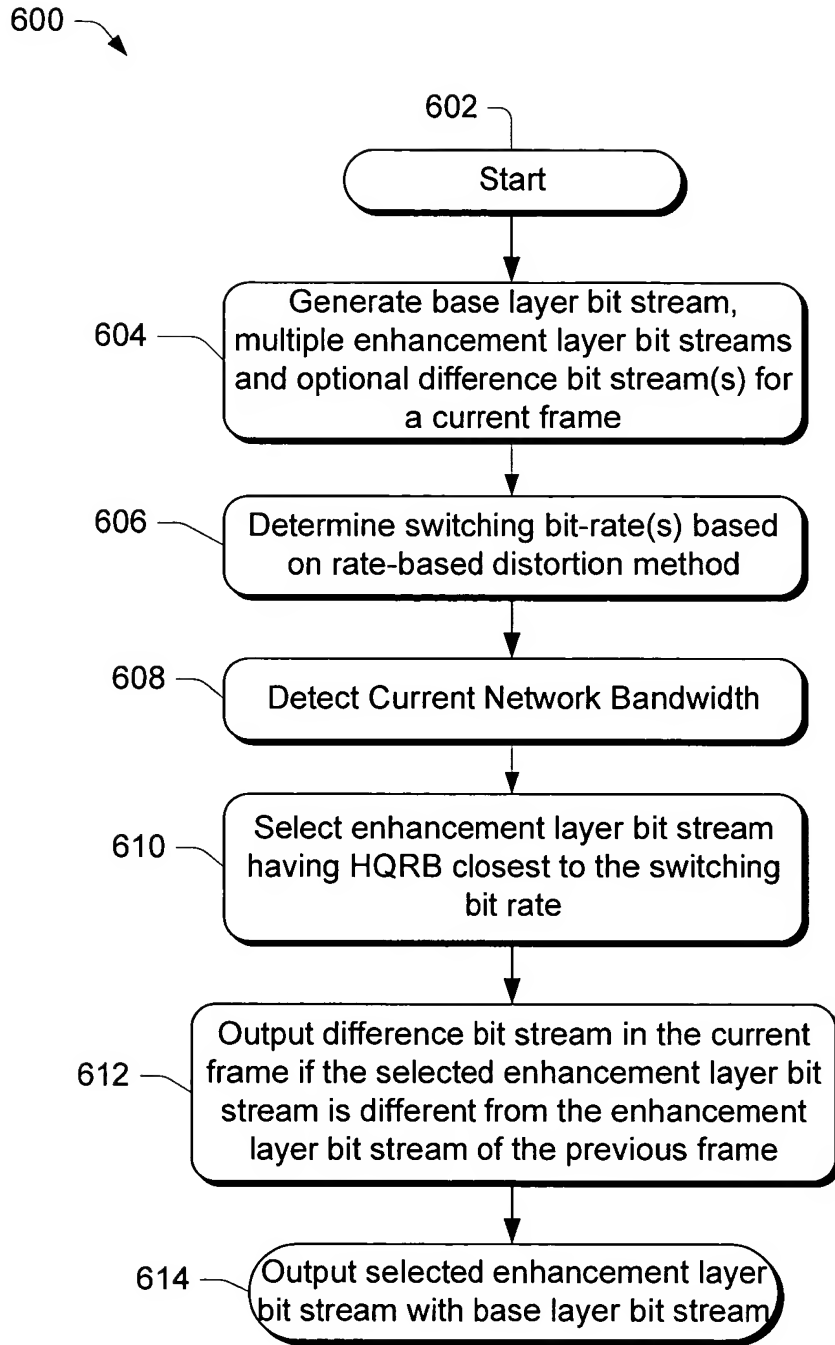 600
602
Start
604
Generate base layer bit stream,
multiple enhancement layer bit streams
and optional difference bit stream(s) for
a current frame
606
Determine switching bit-rate(s) based
on rate-based distortion method
608
Detect Current Network Bandwidth
610
Select enhancement layer bit stream
having HQRB closest to the switching
bit rate
612
Output difference bit stream in the current
frame if the selected enhancement layer bit
stream is different from the enhancement
layer bit stream of the previous frame
614
Output selected enhancement layer
bit stream with base layer bit stream